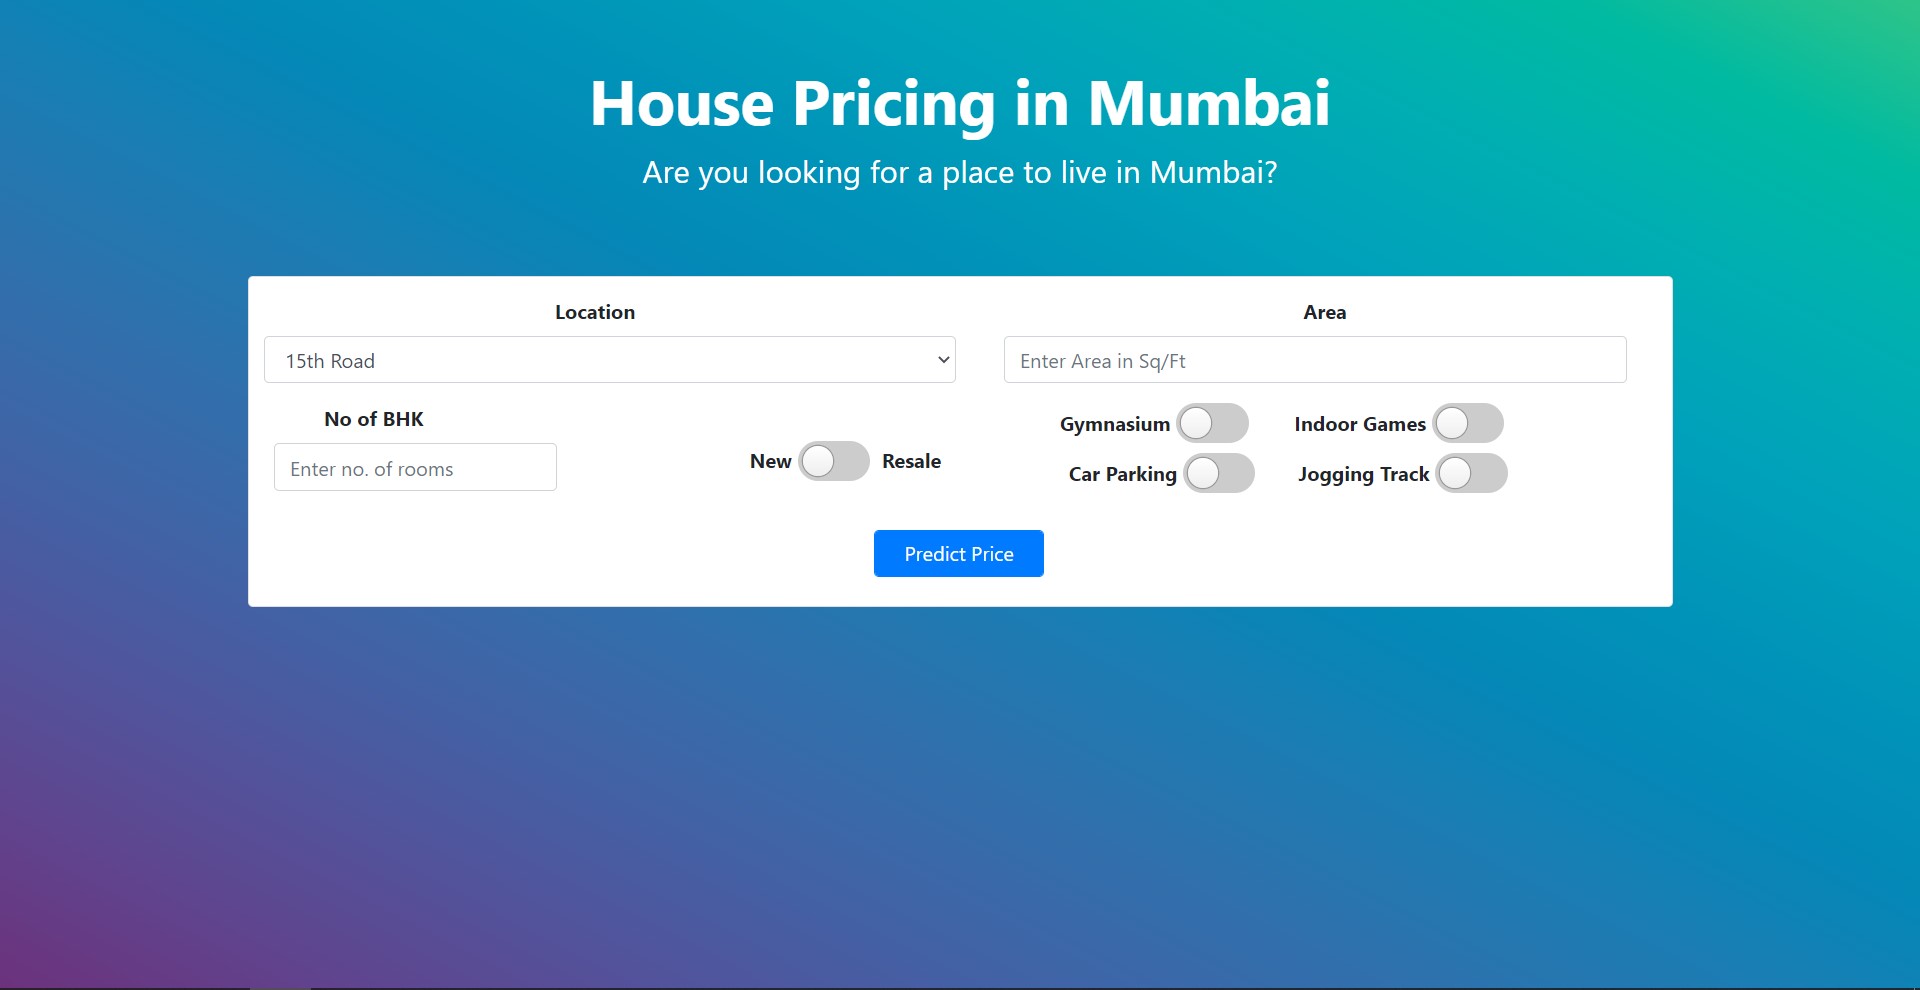 House Pricing in Mumbai
Are you looking for a place to live in Mumbai?
Location
Area
15th Road
Enter Area in Sq/Ft
No of BHK
Enter no. of rooms
New Resale
Gymnasium Indoor Games
Car Parking Jogging Track
Predict Price